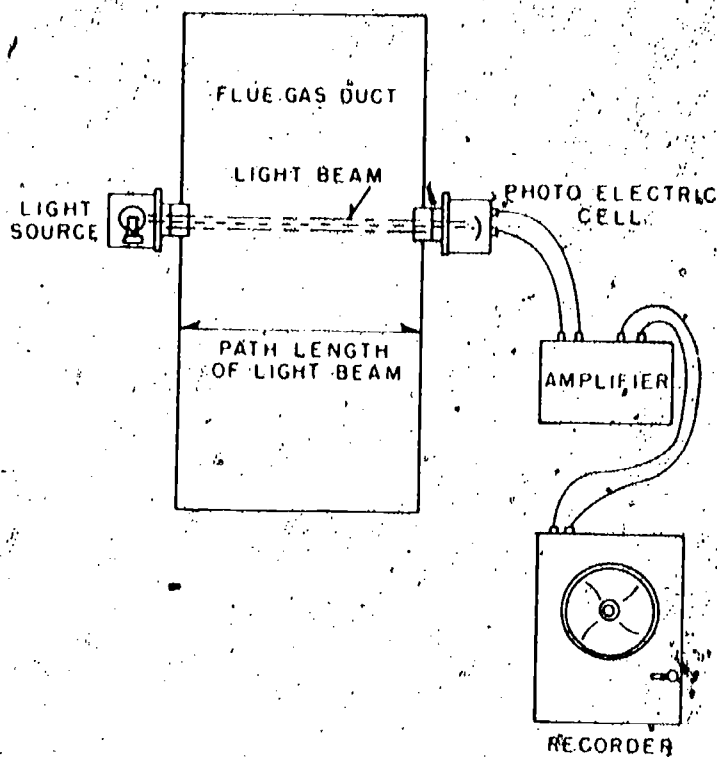 FLUE GAS DUCT
LIGHT BEAM
LIGHT
SOURCE
PHOTO ELECTRIC
CELL
PATH LENGTH
OF LIGHT BEAM
AMPLIFIER
RECORDER